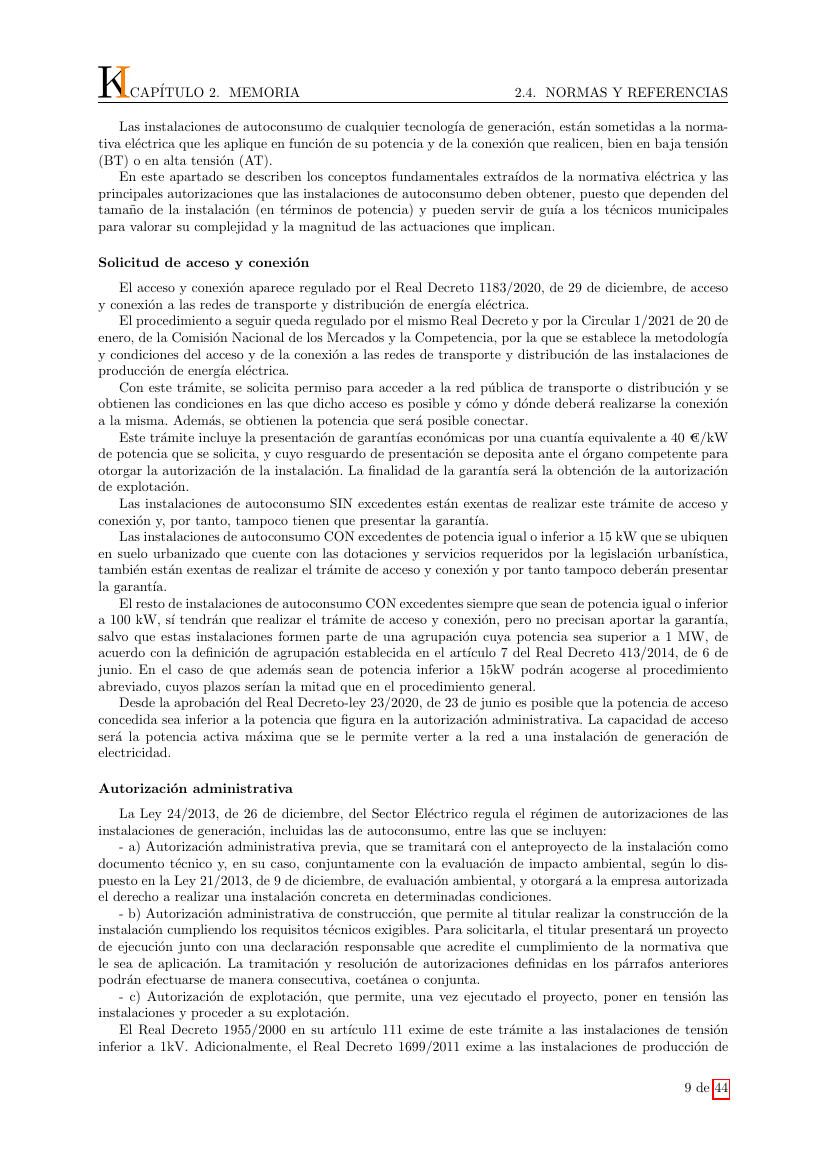 KI CAPÍTULO 2. MEMORIA 2.4. NORMAS Y REFERENCIAS
Las instalaciones de autoconsumo de cualquier tecnología de generación, están sometidas a la norma-
tiva eléctrica que les aplique en función de su potencia y de la conexión que realicen, bien en baja tensión
(BT) o en alta tensión (AT).
En este apartado se describen los conceptos fundamentales extraídos de la normativa eléctrica y las
principales autorizaciones que las instalaciones de autoconsumo deben obtener, puesto que dependen del
tamaño de la instalación (en términos de potencia) y pueden servir de guía a los técnicos municipales
para valorar su complejidad y la magnitud de las actuaciones que implican.
Solicitud de acceso y conexión
El acceso y conexión aparece regulado por el Real Decreto 1183/2020, de 29 de diciembre, de acceso
y conexión a las redes de transporte y distribución de energía eléctrica.
El procedimiento a seguir queda regulado por el mismo Real Decreto y por la Circular 1/2021 de 20 de
enero, de la Comisión Nacional de los Mercados y la Competencia, por la que se establece la metodología
y condiciones del acceso y de la conexión a las redes de transporte y distribución de las instalaciones de
producción de energía eléctrica.
Con este trámite, se solicita permiso para acceder a la red pública de transporte o distribución y se
obtienen las condiciones en las que dicho acceso es posible y cómo y dónde deberá realizarse la conexión
a la misma. Además, se obtienen la potencia que será posible conectar.
Este trámite incluye la presentación de garantías económicas por una cuantía equivalente a 40 €/kW
de potencia que se solicita, y cuyo resguardo de presentación se deposita ante el órgano competente para
otorgar la autorización de la instalación. La finalidad de la garantía será la obtención de la autorización
de explotación.
Las instalaciones de autoconsumo SIN excedentes están exentas de realizar este trámite de acceso y
conexión y, por tanto, tampoco tienen que presentar la garantía.
Las instalaciones de autoconsumo CON excedentes de potencia igual o inferior a 15 kW que se ubiquen
en suelo urbanizado que cuente con las dotaciones y servicios requeridos por la legislación urbanística,
también están exentas de realizar el trámite de acceso y conexión y por tanto tampoco deberán presentar
la garantía.
El resto de instalaciones de autoconsumo CON excedentes siempre que sean de potencia igual o inferior
a 100 kW, sí tendrán que realizar el trámite de acceso y conexión, pero no precisan aportar la garantía,
salvo que estas instalaciones formen parte de una agrupación cuya potencia sea superior a 1 MW, de
acuerdo con la definición de agrupación establecida en el artículo 7 del Real Decreto 413/2014, de 6 de
junio. En el caso de que además sean de potencia inferior a 15kW podrán acogerse al procedimiento
abreviado, cuyos plazos serían la mitad que en el procedimiento general.
Desde la aprobación del Real Decreto-ley 23/2020, de 23 de junio es posible que la potencia de acceso
concedida sea inferior a la potencia que figura en la autorización administrativa. La capacidad de acceso
será la potencia activa máxima que se le permite verter a la red a una instalación de generación de
electricidad.
Autorización administrativa
La Ley 24/2013, de 26 de diciembre, del Sector Eléctrico regula el régimen de autorizaciones de las
instalaciones de generación, incluidas las de autoconsumo, entre las que se incluyen:
- a) Autorización administrativa previa, que se tramitará con el anteproyecto de la instalación como
documento técnico y, en su caso, conjuntamente con la evaluación de impacto ambiental, según lo dis-
puesto en la Ley 21/2013, de 9 de diciembre, de evaluación ambiental, y otorgará a la empresa autorizada
el derecho a realizar una instalación concreta en determinadas condiciones.
- b) Autorización administrativa de construcción, que permite al titular realizar la construcción de la
instalación cumpliendo los requisitos técnicos exigibles. Para solicitarla, el titular presentará un proyecto
de ejecución junto con una declaración responsable que acredite el cumplimiento de la normativa que
le sea de aplicación. La tramitación y resolución de autorizaciones definidas en los párrafos anteriores
podrán efectuarse de manera consecutiva, coetánea o conjunta.
- c) Autorización de explotación, que permite, una vez ejecutado el proyecto, poner en tensión las
instalaciones y proceder a su explotación.
El Real Decreto 1955/2000 en su artículo 111 exime de este trámite a las instalaciones de tensión
inferior a 1kV. Adicionalmente, el Real Decreto 1699/2011 exime a las instalaciones de producción de
9 de 44